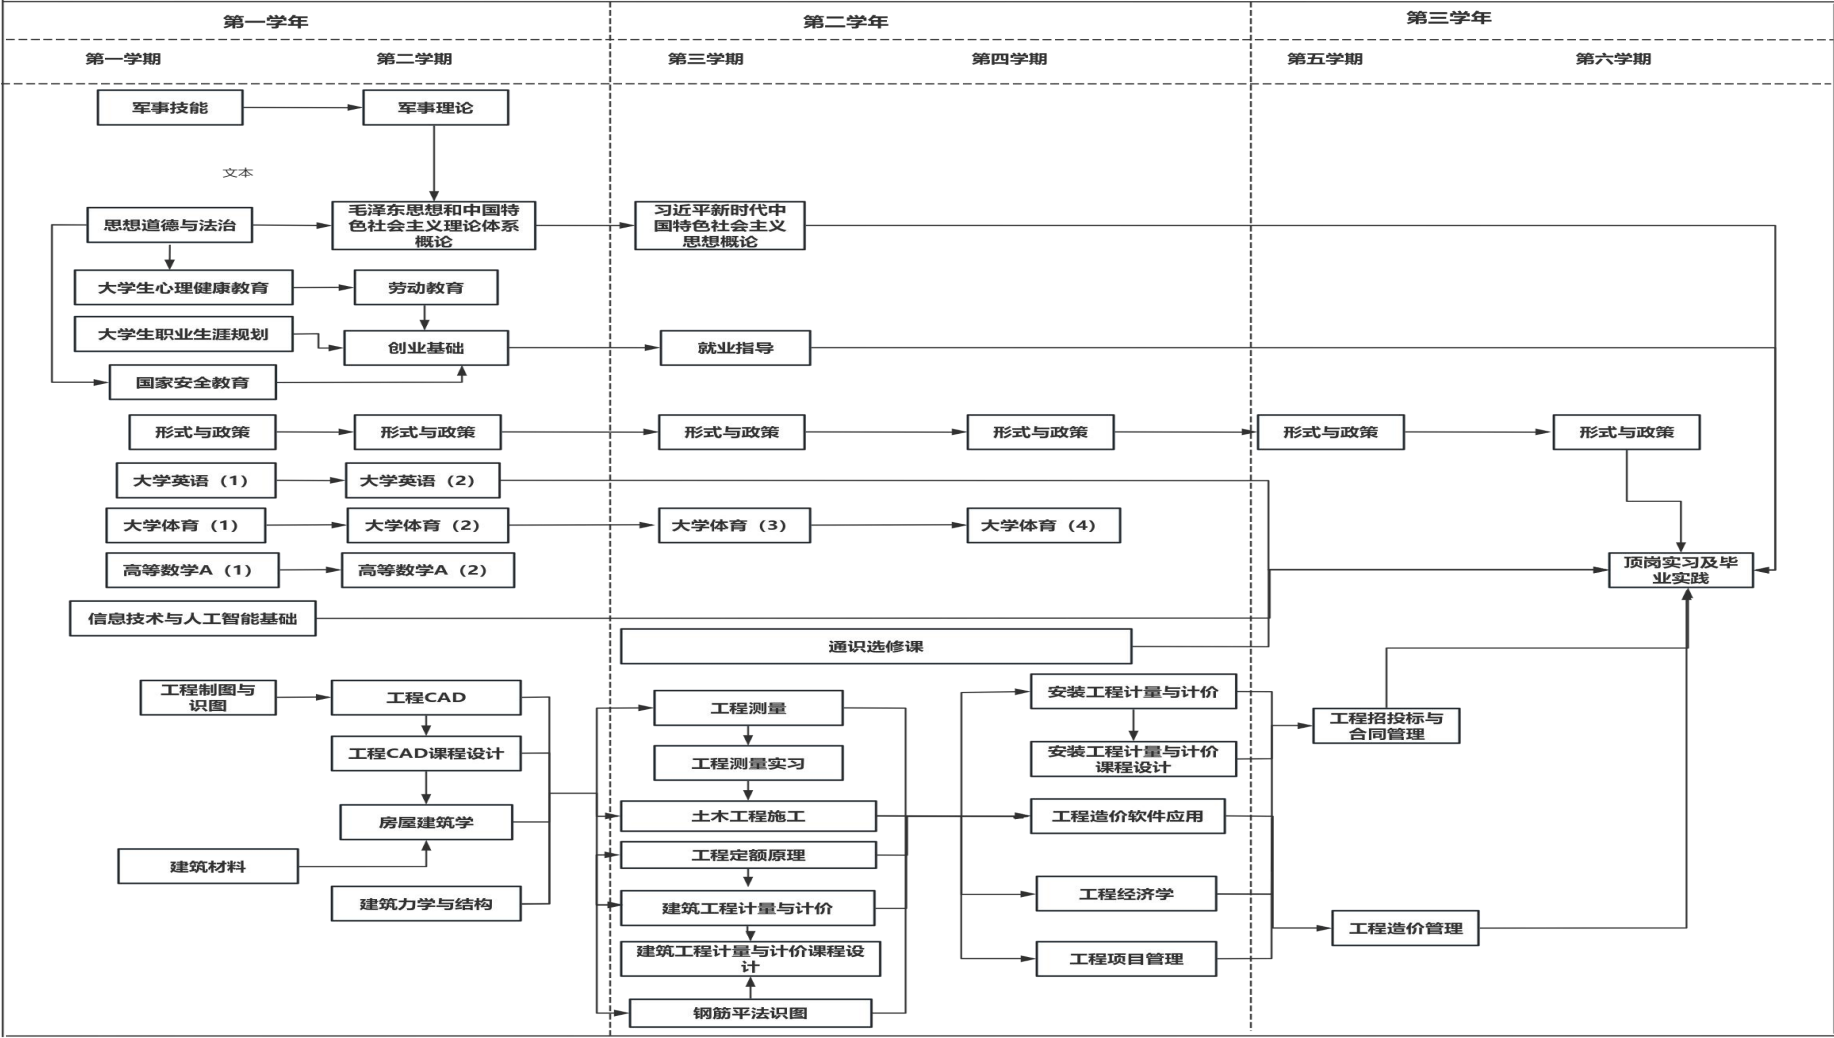 第一学年
第二学年
第三学年
第一学期
第二学期
第三学期
第四学期
第五学期
第六学期
军事技能
军事理论
文本
思想道德与法治
毛泽东思想和中国特
色社会主义理论体系
概论
习近平新时代中
国特色社会主义
思想概论
大学生心理健康教育
劳动教育
大学生职业生涯规划
创业基础
就业指导
国家安全教育
形式与政策
形式与政策
形式与政策
形式与政策
形式与政策
形式与政策
大学英语（1）
大学英语（2）
大学体育（1）
大学体育（2）
大学体育（3）
大学体育（4）
高等数学A（1）
高等数学A（2）
顶岗实习及毕
业实践
信息技术与人工智能基础
通识选修课
工程制图与
识图
工程CAD
工程测量
安装工程计量与计价
工程招投标与
合同管理
工程CAD课程设计
工程测量实习
安装工程计量与计价
课程设计
房屋建筑学
土木工程施工
工程造价软件应用
建筑材料
工程定额原理
工程经济学
建筑力学与结构
建筑工程计量与计价
工程造价管理
建筑工程计量与计价课程设
计
工程项目管理
钢筋平法识图